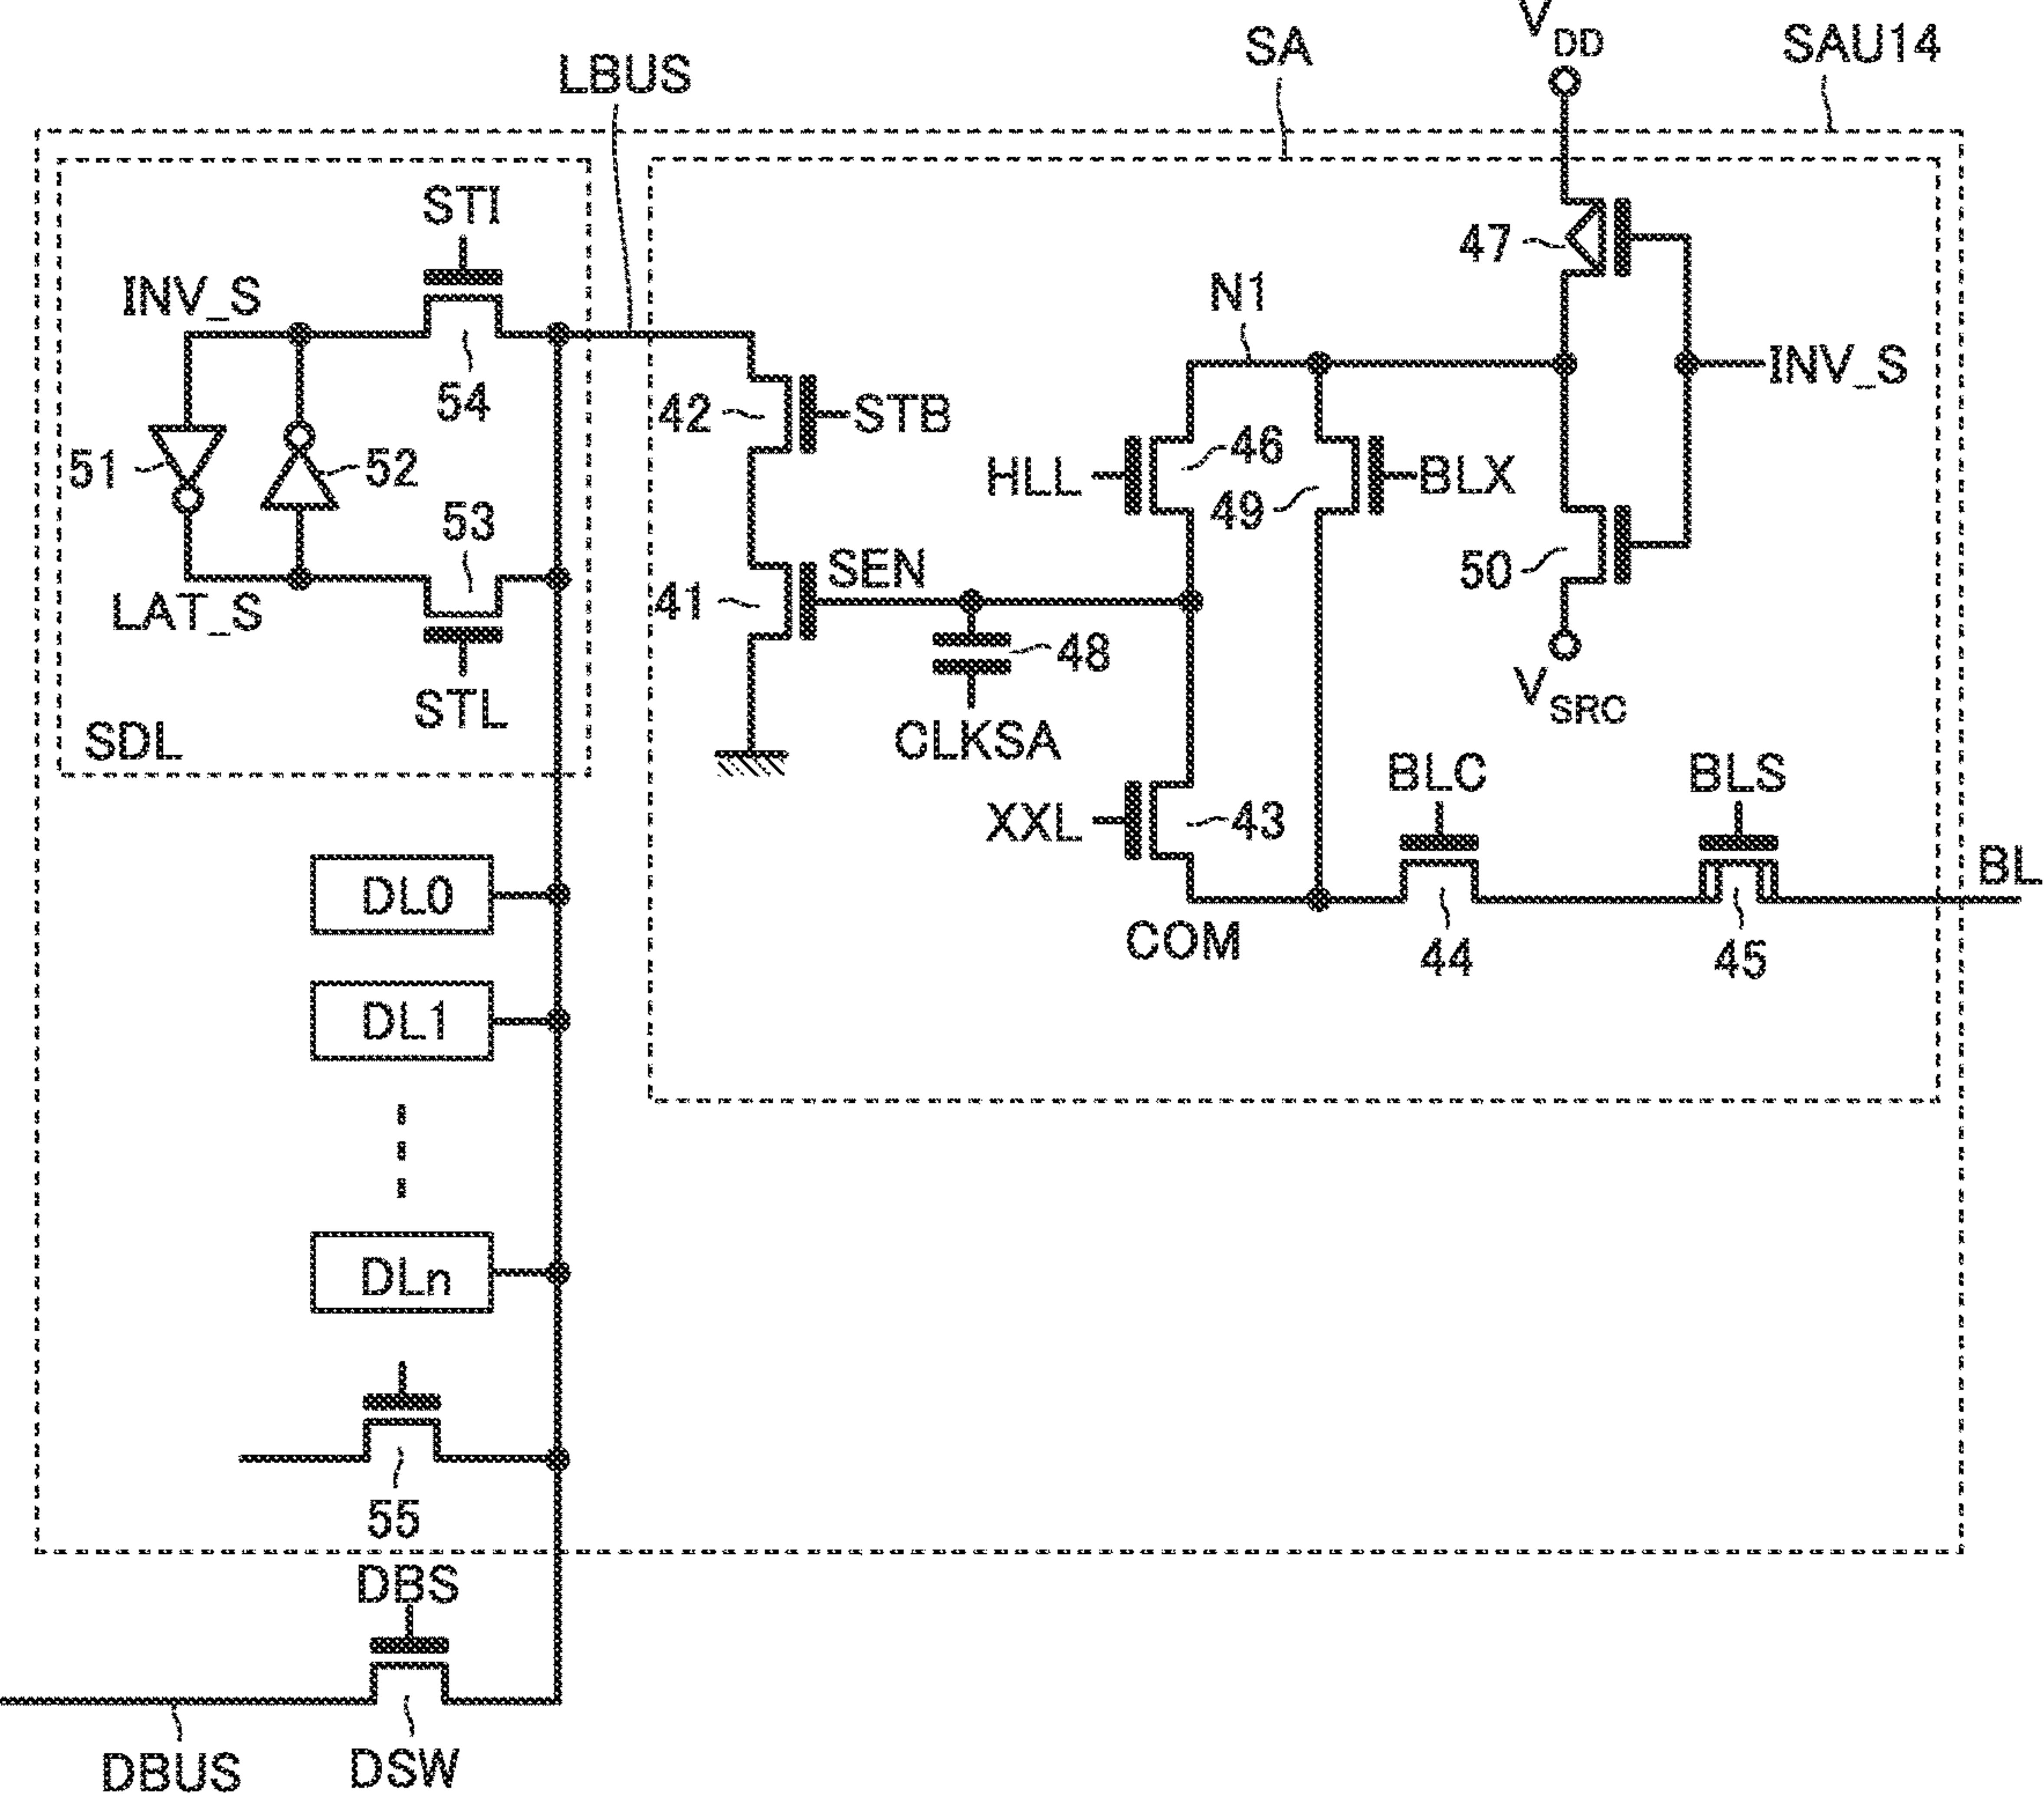 V DD
SA
SAU14
LBUS
STI
47
INV_S
N1
INV_S
54
42
STB
46
51
52
HLL
49
BLX
53
SEN
50
LAT_S
41
48
STL
V SRC
SDL
CLKSA
BLC
BLS
XXL
43
BL
DL0
COM
44
45
DL1
DLn
55
DBS
DBUS
DSW